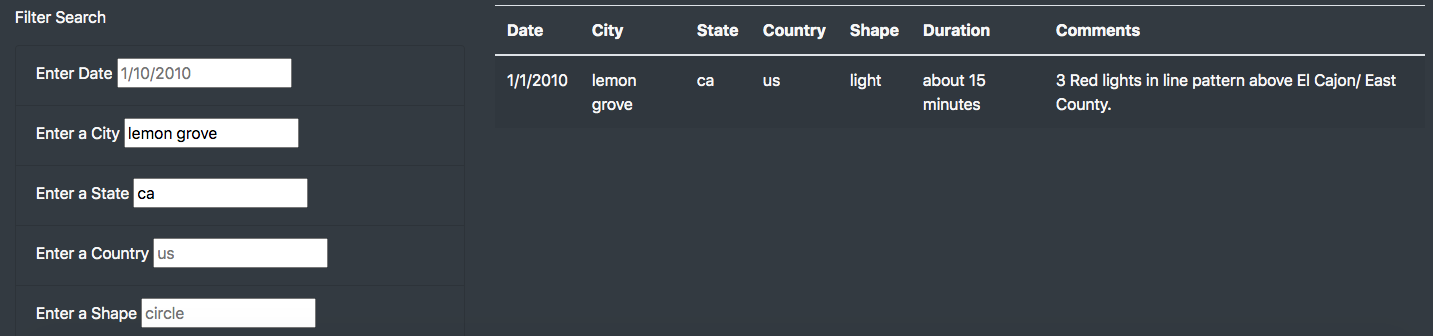 Filter Search
Enter Date 1/10/2010
Enter a City lemon grove
Enter a State ca
Enter a Country us
Enter a Shape circle
Date City State Country Shape Duration Comments
1/1/2010 lemon ca us light about 15 3 Red lights in line pattern above El Cajon/ East
grove minutes County.